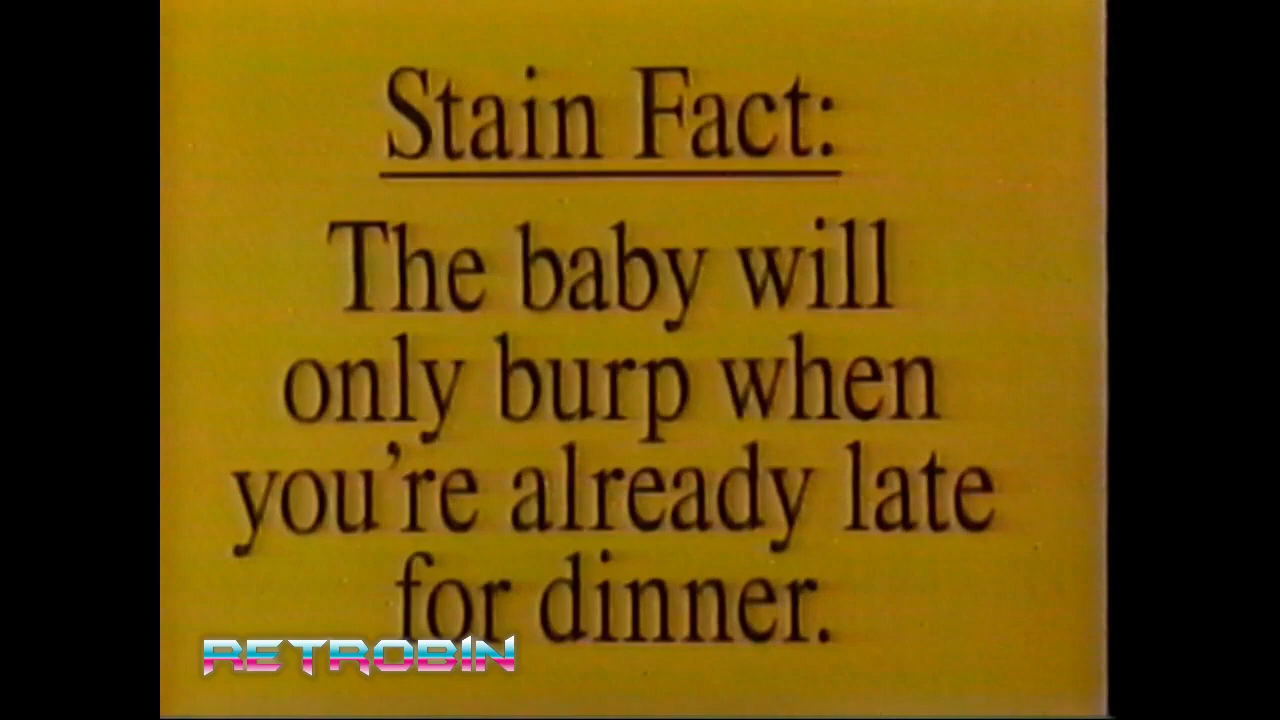 Stain Fact:
The baby will
only burp when
you're already late
for dinner.
RETROBIN